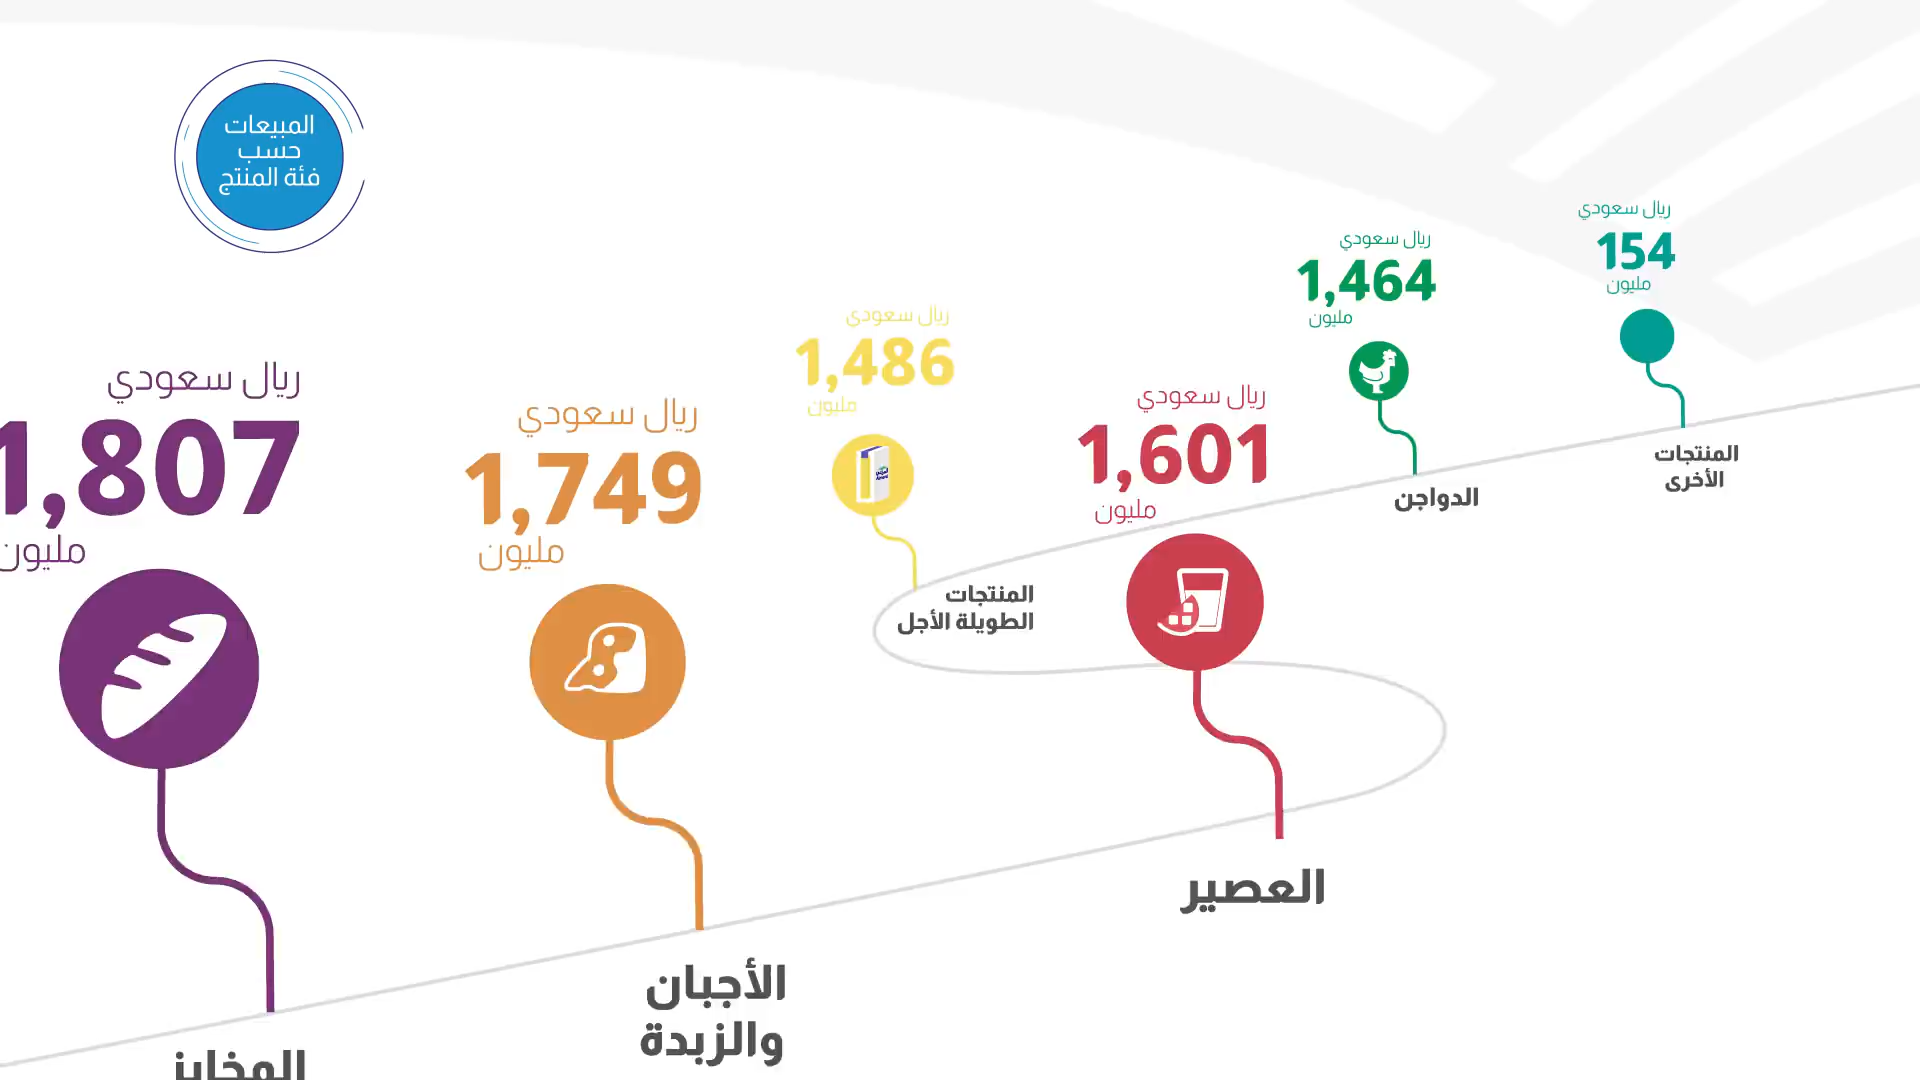 المبيعات
حسب
فئة المنتج
ريال سعودي
154
مليون
المنتجات
الأخرى
ريال سعودي
1,464
مليون
الدواجن
ريال سعودي
1,601
مليون
العصير
ريال سعودي
1,486
مليون
المنتجات
الطويلة الأجل
ريال سعودي
1,749
مليون
الأجبان
والزبدة
ريال سعودي
1,807
مليون
المخابز